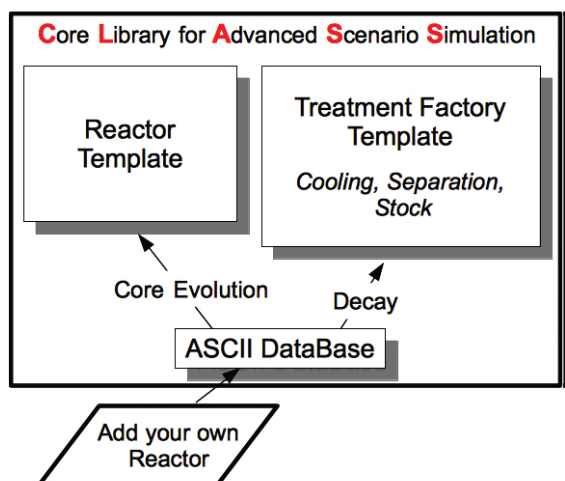 Core Library for Advanced Scenario Simulation
Reactor
Template
Treatment Factory
Template
Cooling, Separation,
Stock
Core Evolution
Decay
ASCII DataBase
Add your own
Reactor